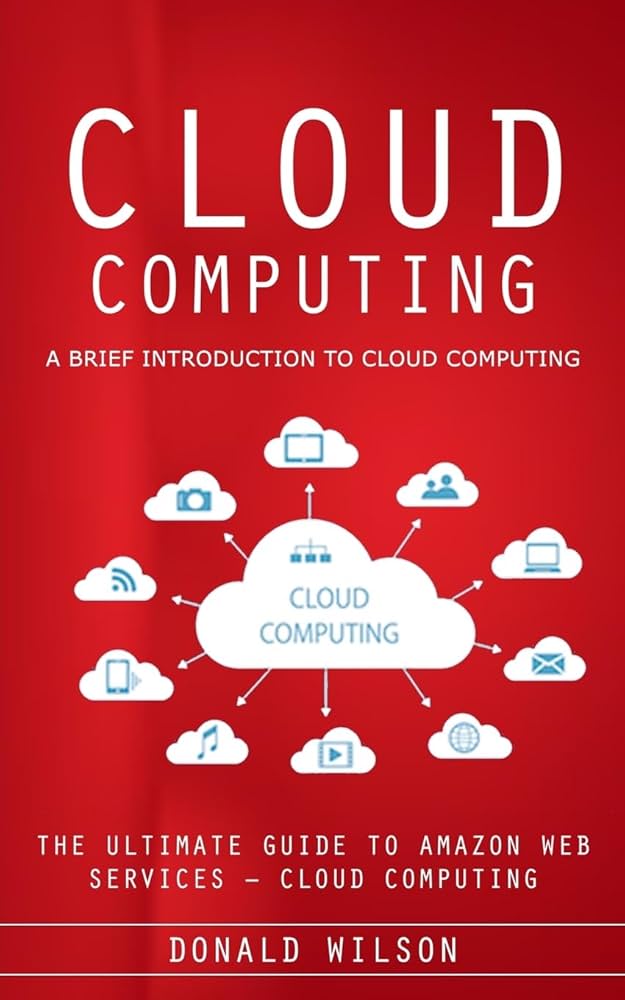 CLOUD
COMPUTING
A BRIEF INTRODUCTION TO CLOUD COMPUTING
CLOUD
COMPUTING
THE ULTIMATE GUIDE TO AMAZON WEB
SERVICES – CLOUD COMPUTING
DONALD WILSON